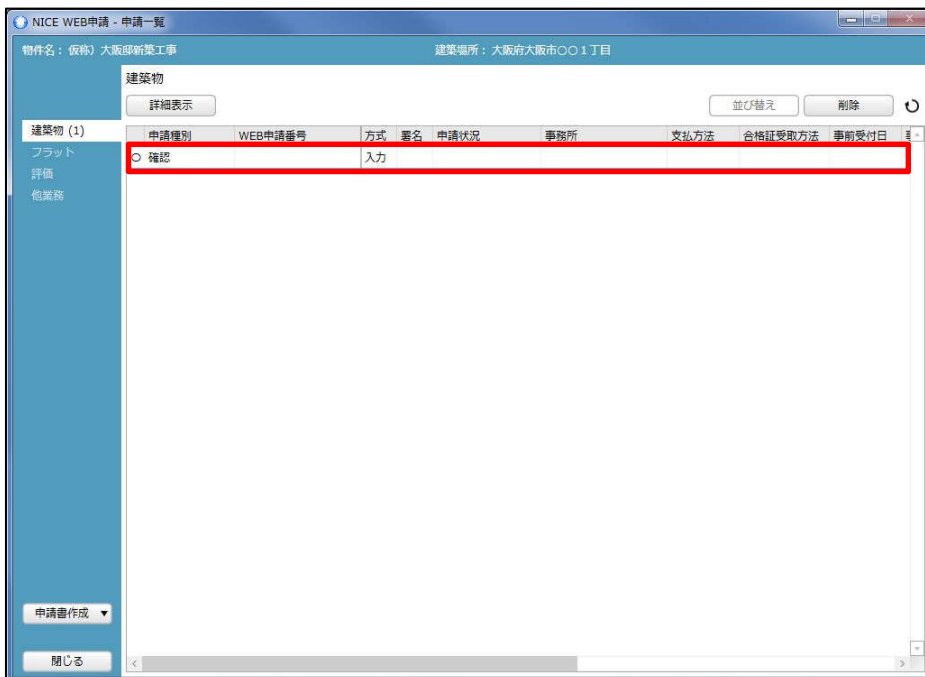 NICE WEB申請 - 申請一覧
物件名： 仮称）大阪邸新築工事 建築場所： 大阪府大阪市〇〇１丁目
建築物
詳細表示 並び替え 削除
建築物 (1)
フラット
評価
他業務
申請種別 WEB申請番号 方式 署名 申請状況 事務所 支払方法 合格証受取方法 事前受付日
〇 確認 入力
申請書作成 ▼
閉じる